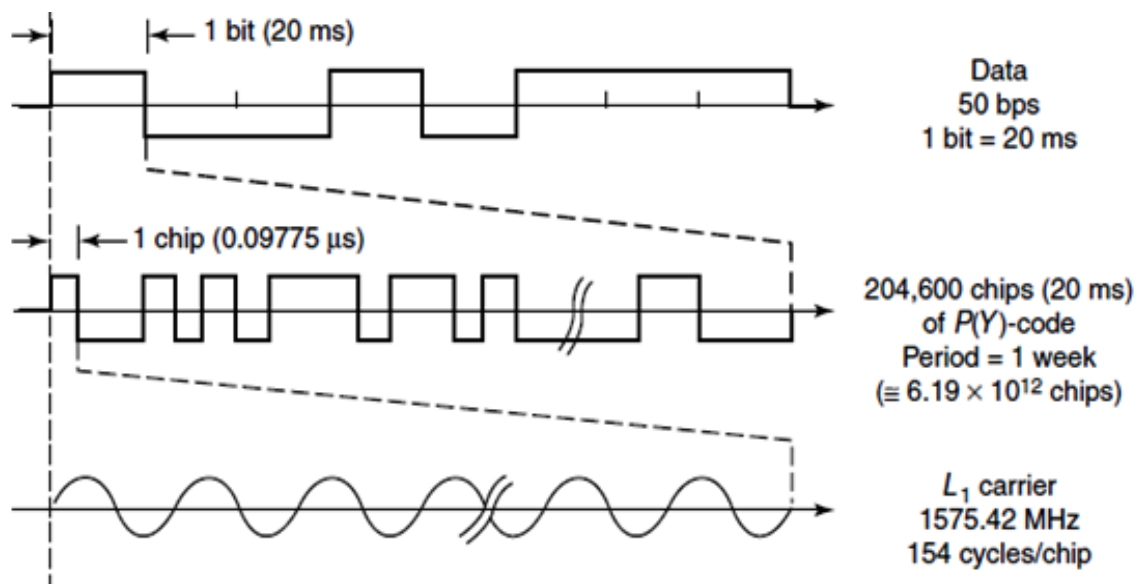 1 bit (20 ms)
Data
50 bps
1 bit = 20 ms
1 chip (0.09775 μs)
204,600 chips (20 ms)
of P(Y)-code
Period = 1 week
(≅ 6.19 × 10¹² chips)
L₁ carrier
1575.42 MHz
154 cycles/chip